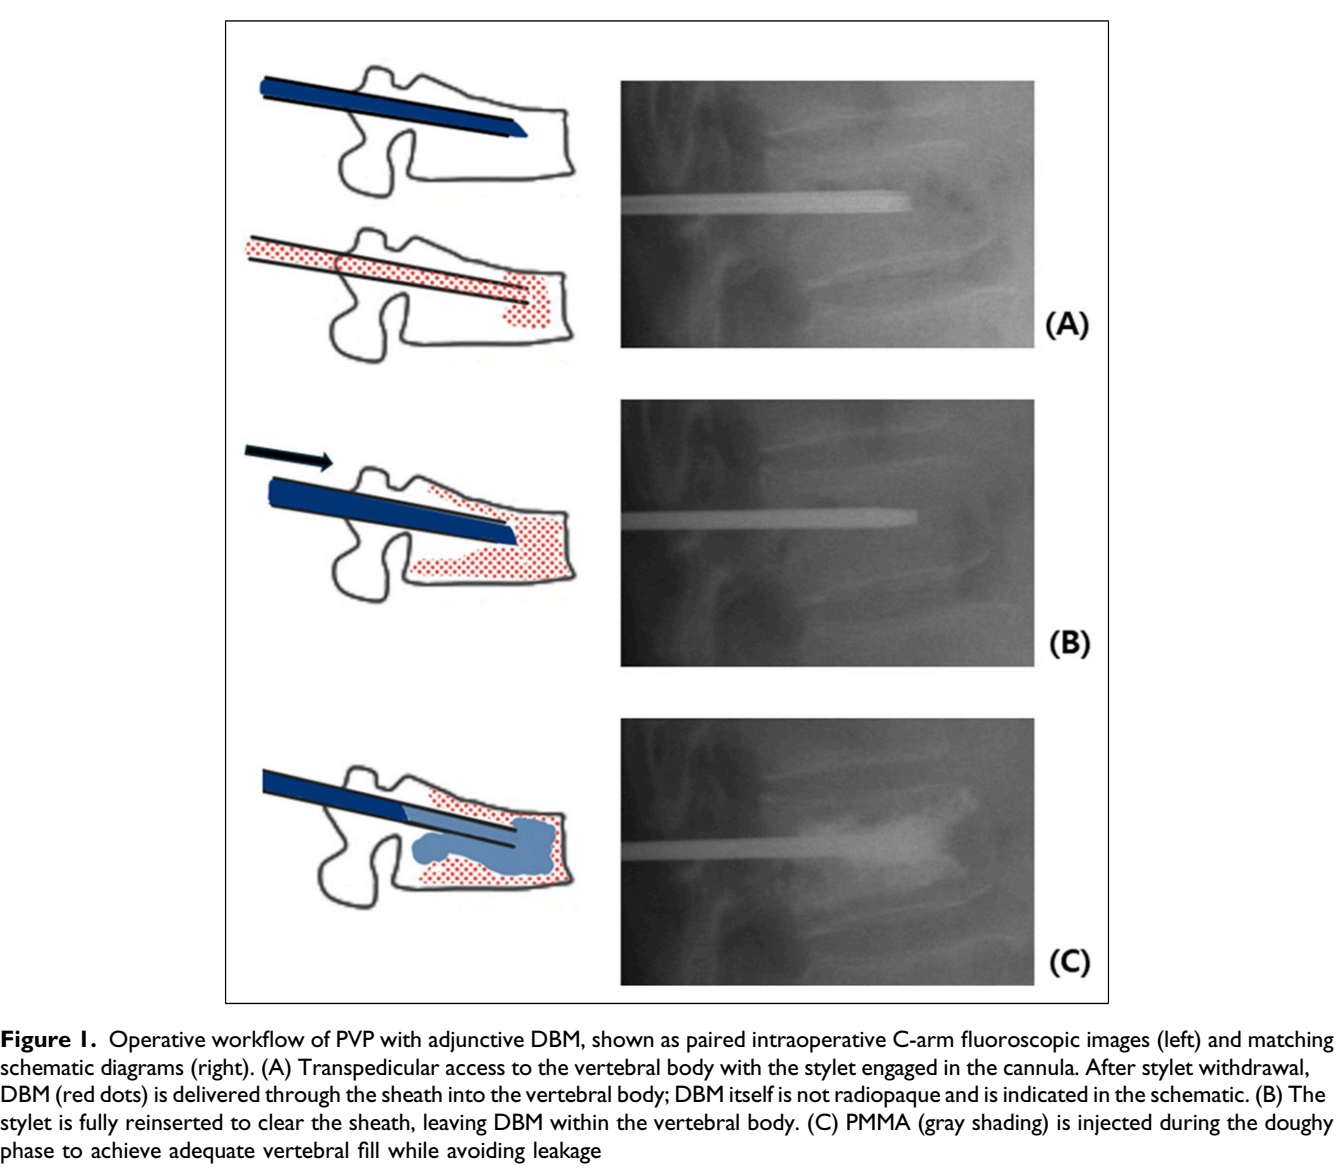 (A)
(B)
(C)
Figure 1. Operative workflow of PVP with adjunctive DBM, shown as paired intraoperative C-arm fluoroscopic images (left) and matching
schematic diagrams (right). (A) Transpedicular access to the vertebral body with the stylet engaged in the cannula. After stylet withdrawal,
DBM (red dots) is delivered through the sheath into the vertebral body; DBM itself is not radiopaque and is indicated in the schematic. (B) The
stylet is fully reinserted to clear the sheath, leaving DBM within the vertebral body. (C) PMMA (gray shading) is injected during the doughy
phase to achieve adequate vertebral fill while avoiding leakage